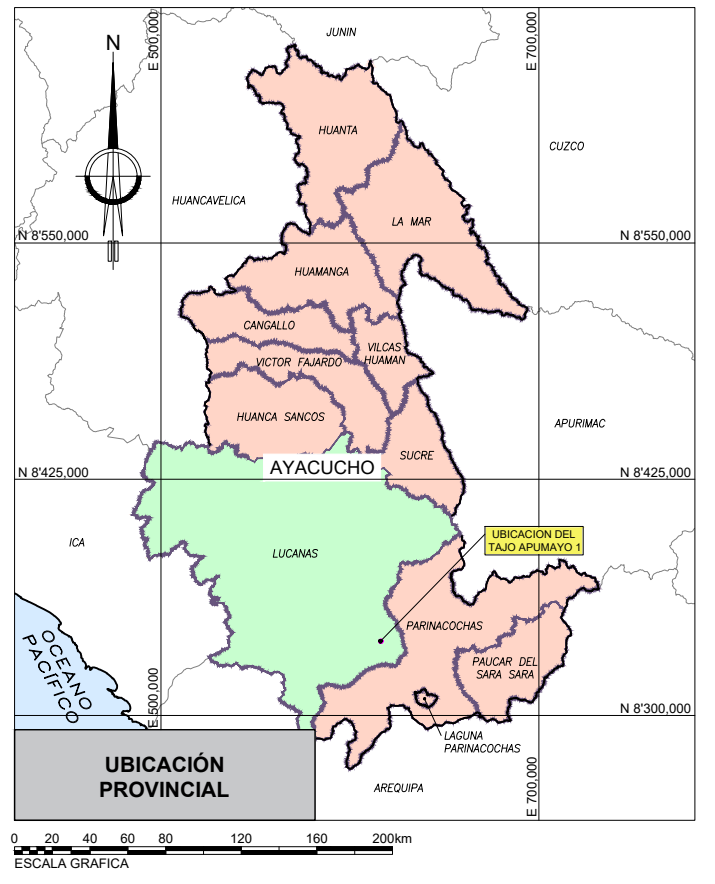 JUNIN
E 500,000
E 700,000
N
HUANTA
CUZCO
HUANCAVELICA
LA MAR
N 8'550,000
N 8'550,000
HUAMANGA
CANGALLO
VILCAS
HUAMAN
VICTOR FAJARDO
HUANCA SANCOS
APURIMAC
SUCRE
AYACUCHO
N 8'425,000
N 8'425,000
UBICACION DEL
TAJO APUMAYO 1
ICA
LUCANAS
PARINACOCHAS
OCEANO
PACÍFICO
PAUCAR DEL
SARA SARA
E 500,000
N 8'300,000
LAGUNA
PARINACOCHAS
E 700,000
UBICACIÓN
PROVINCIAL
AREQUIPA
0 20 40 60 80 120 160 200km
ESCALA GRAFICA